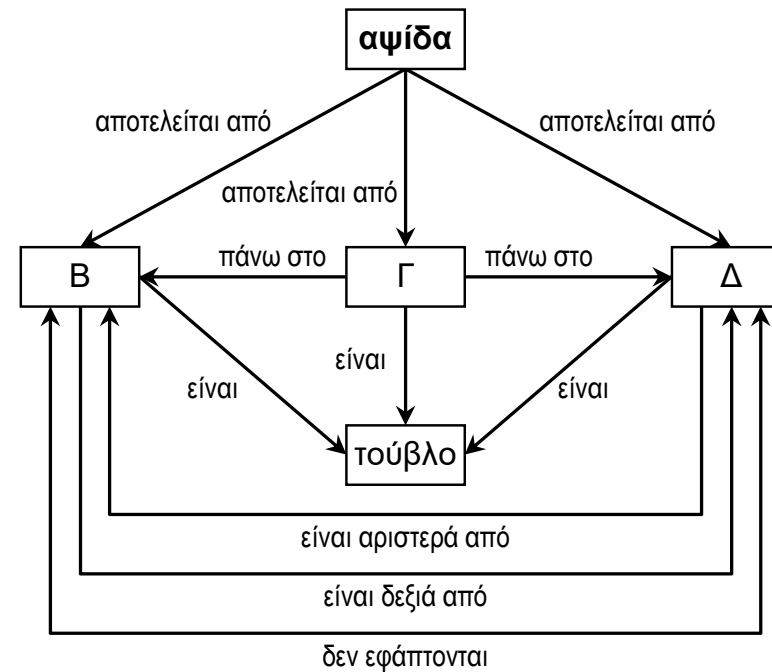 αψίδα
αποτελείται από
αποτελείται από
αποτελείται από
Β
πάνω στο
Γ
πάνω στο
Δ
είναι
είναι
είναι
τούβλο
είναι αριστερά από
είναι δεξιά από
δεν εφάπτονται